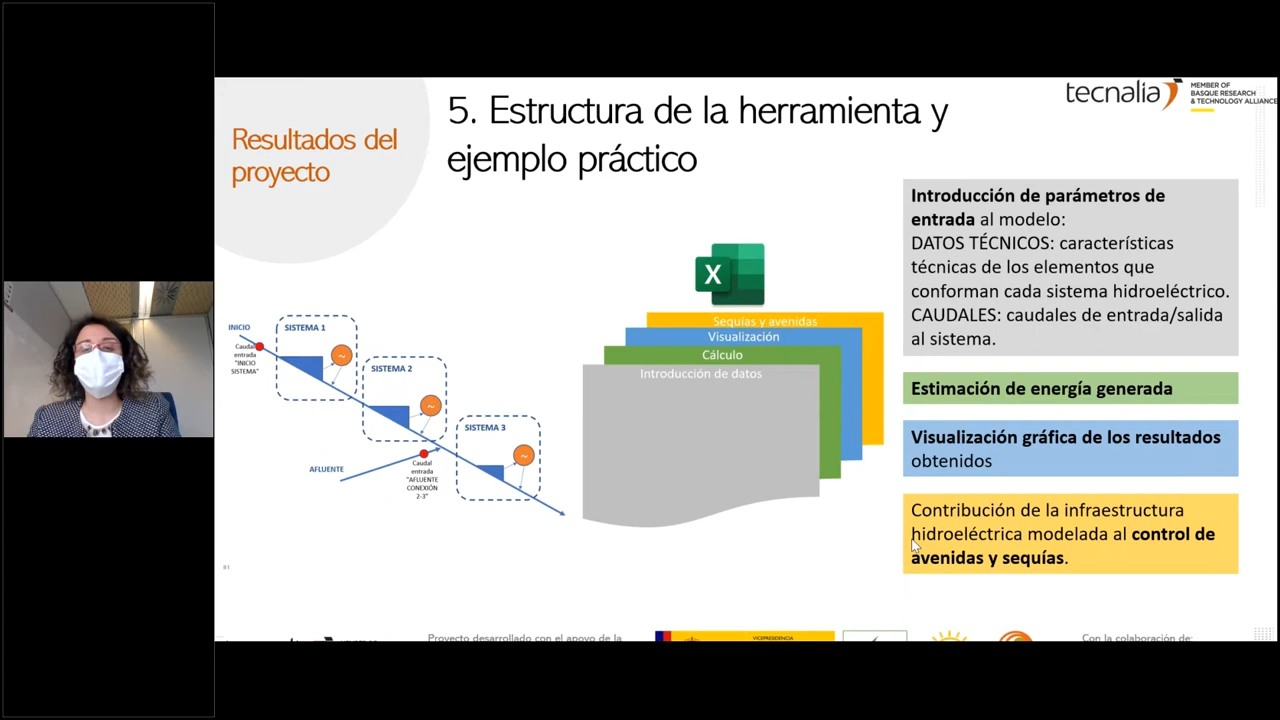 Resultados del
proyecto
5. Estructura de la herramienta y
ejemplo práctico
tecnalia
MEMBER OF
BASQUE RESEARCH
& TECHNOLOGY ALLIANCE
INICIO
Caudal
entrada
"INICIO
SISTEMA"
SISTEMA 1
~
SISTEMA 2
~
SISTEMA 3
~
AFLUENTE
Caudal
entrada
"AFLUENTE
CONEXIÓN
2-3"
X
Sequías y avenidas
Visualización
Cálculo
Introducción de datos
Introducción de parámetros de
entrada al modelo:
DATOS TÉCNICOS: características
técnicas de los elementos que
conforman cada sistema hidroeléctrico.
CAUDALES: caudales de entrada/salida
al sistema.
Estimación de energía generada
Visualización gráfica de los resultados
obtenidos
Contribución de la infraestructura
hidroeléctrica modelada al control de
avenidas y sequías.
Proyecto desarrollado con el apoyo de la
VICEPRESIDENCIA
Con la colaboración de: